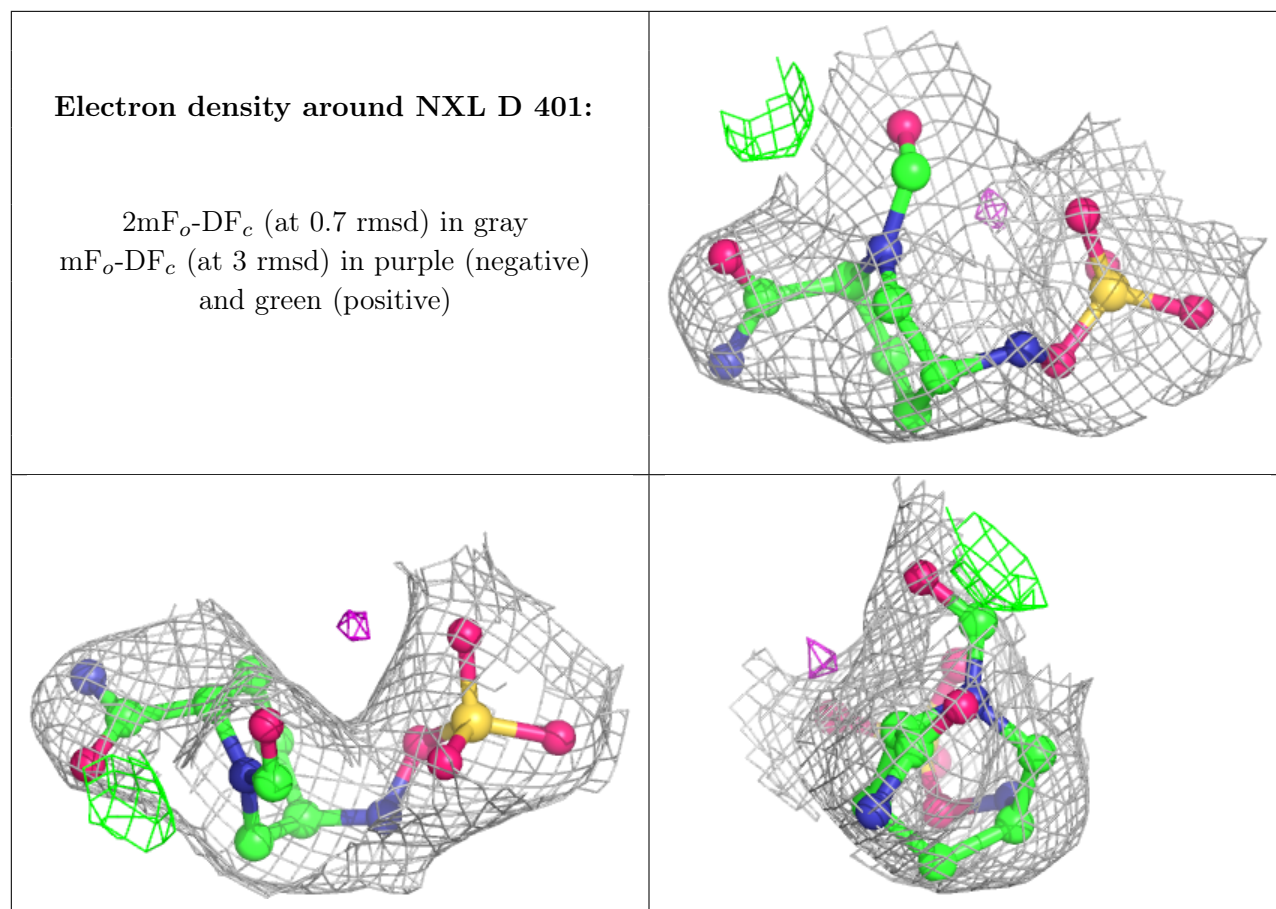 Electron density around NXL D 401:
2mFo-DFc (at 0.7 rmsd) in gray
mFo-DFc (at 3 rmsd) in purple (negative)
and green (positive)